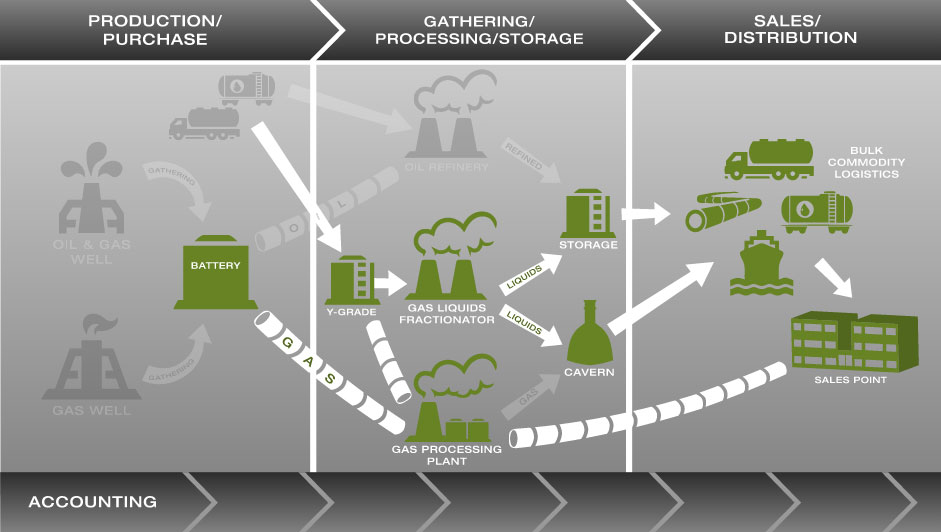 PRODUCTION/
PURCHASE
GATHERING/
PROCESSING/STORAGE
SALES/
DISTRIBUTION
OIL REFINERY
REFINED
BULK
COMMODITY
LOGISTICS
GATHERING
OIL & GAS
WELL
OIL
STORAGE
BATTERY
LIQUIDS
Y-GRADE
GAS LIQUIDS
FRACTIONATOR
LIQUIDS
GAS
CAVERN
SALES POINT
GATHERING
GAS WELL
GAS
GAS PROCESSING
PLANT
ACCOUNTING